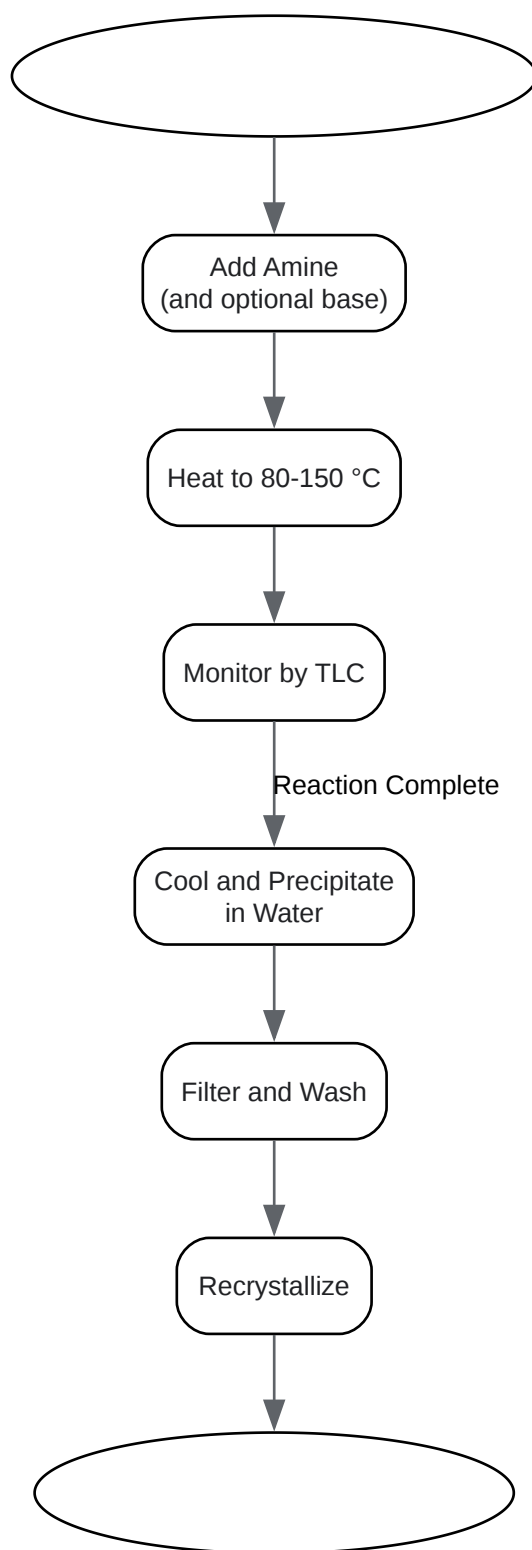 Add Amine
(and optional base)
Heat to 80-150 °C
Monitor by TLC
Reaction Complete
Cool and Precipitate
in Water
Filter and Wash
Recrystallize